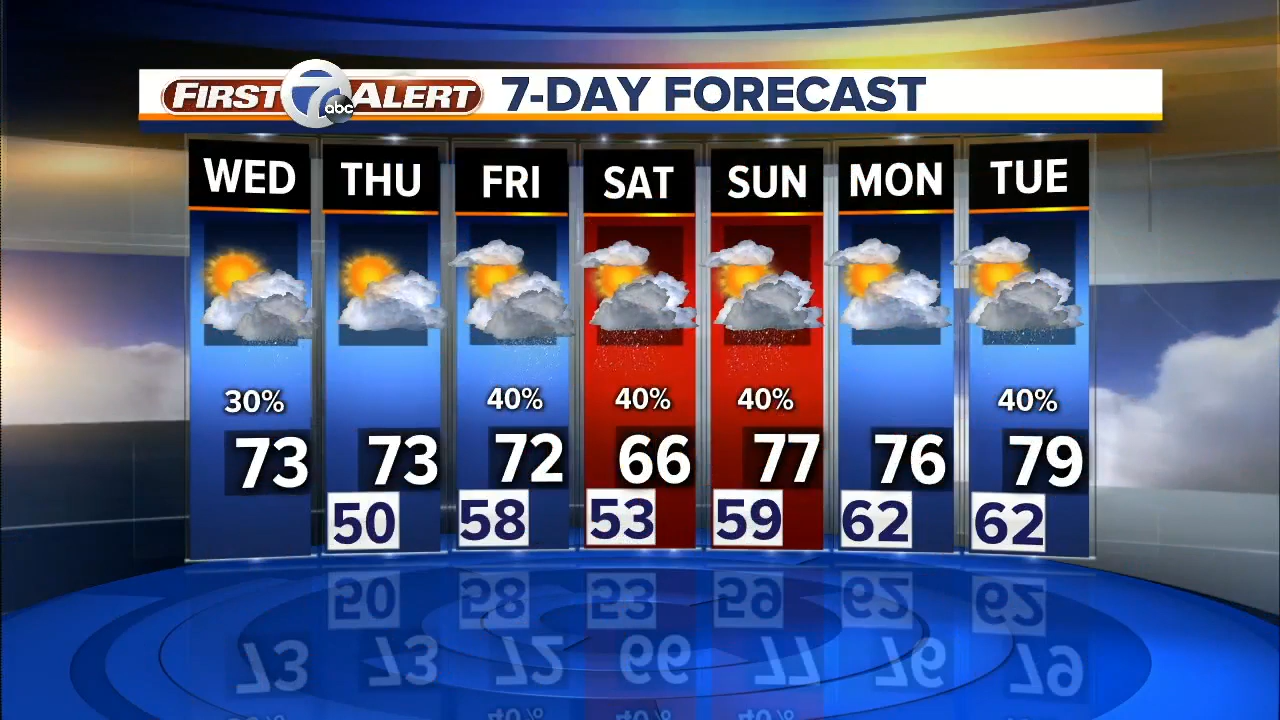 FIRST 7 abc ALERT 7-DAY FORECAST
WED THU FRI SAT SUN MON TUE
30% 40% 40% 40% 40%
73 73 72 66 77 76 79
50 58 53 59 62 62